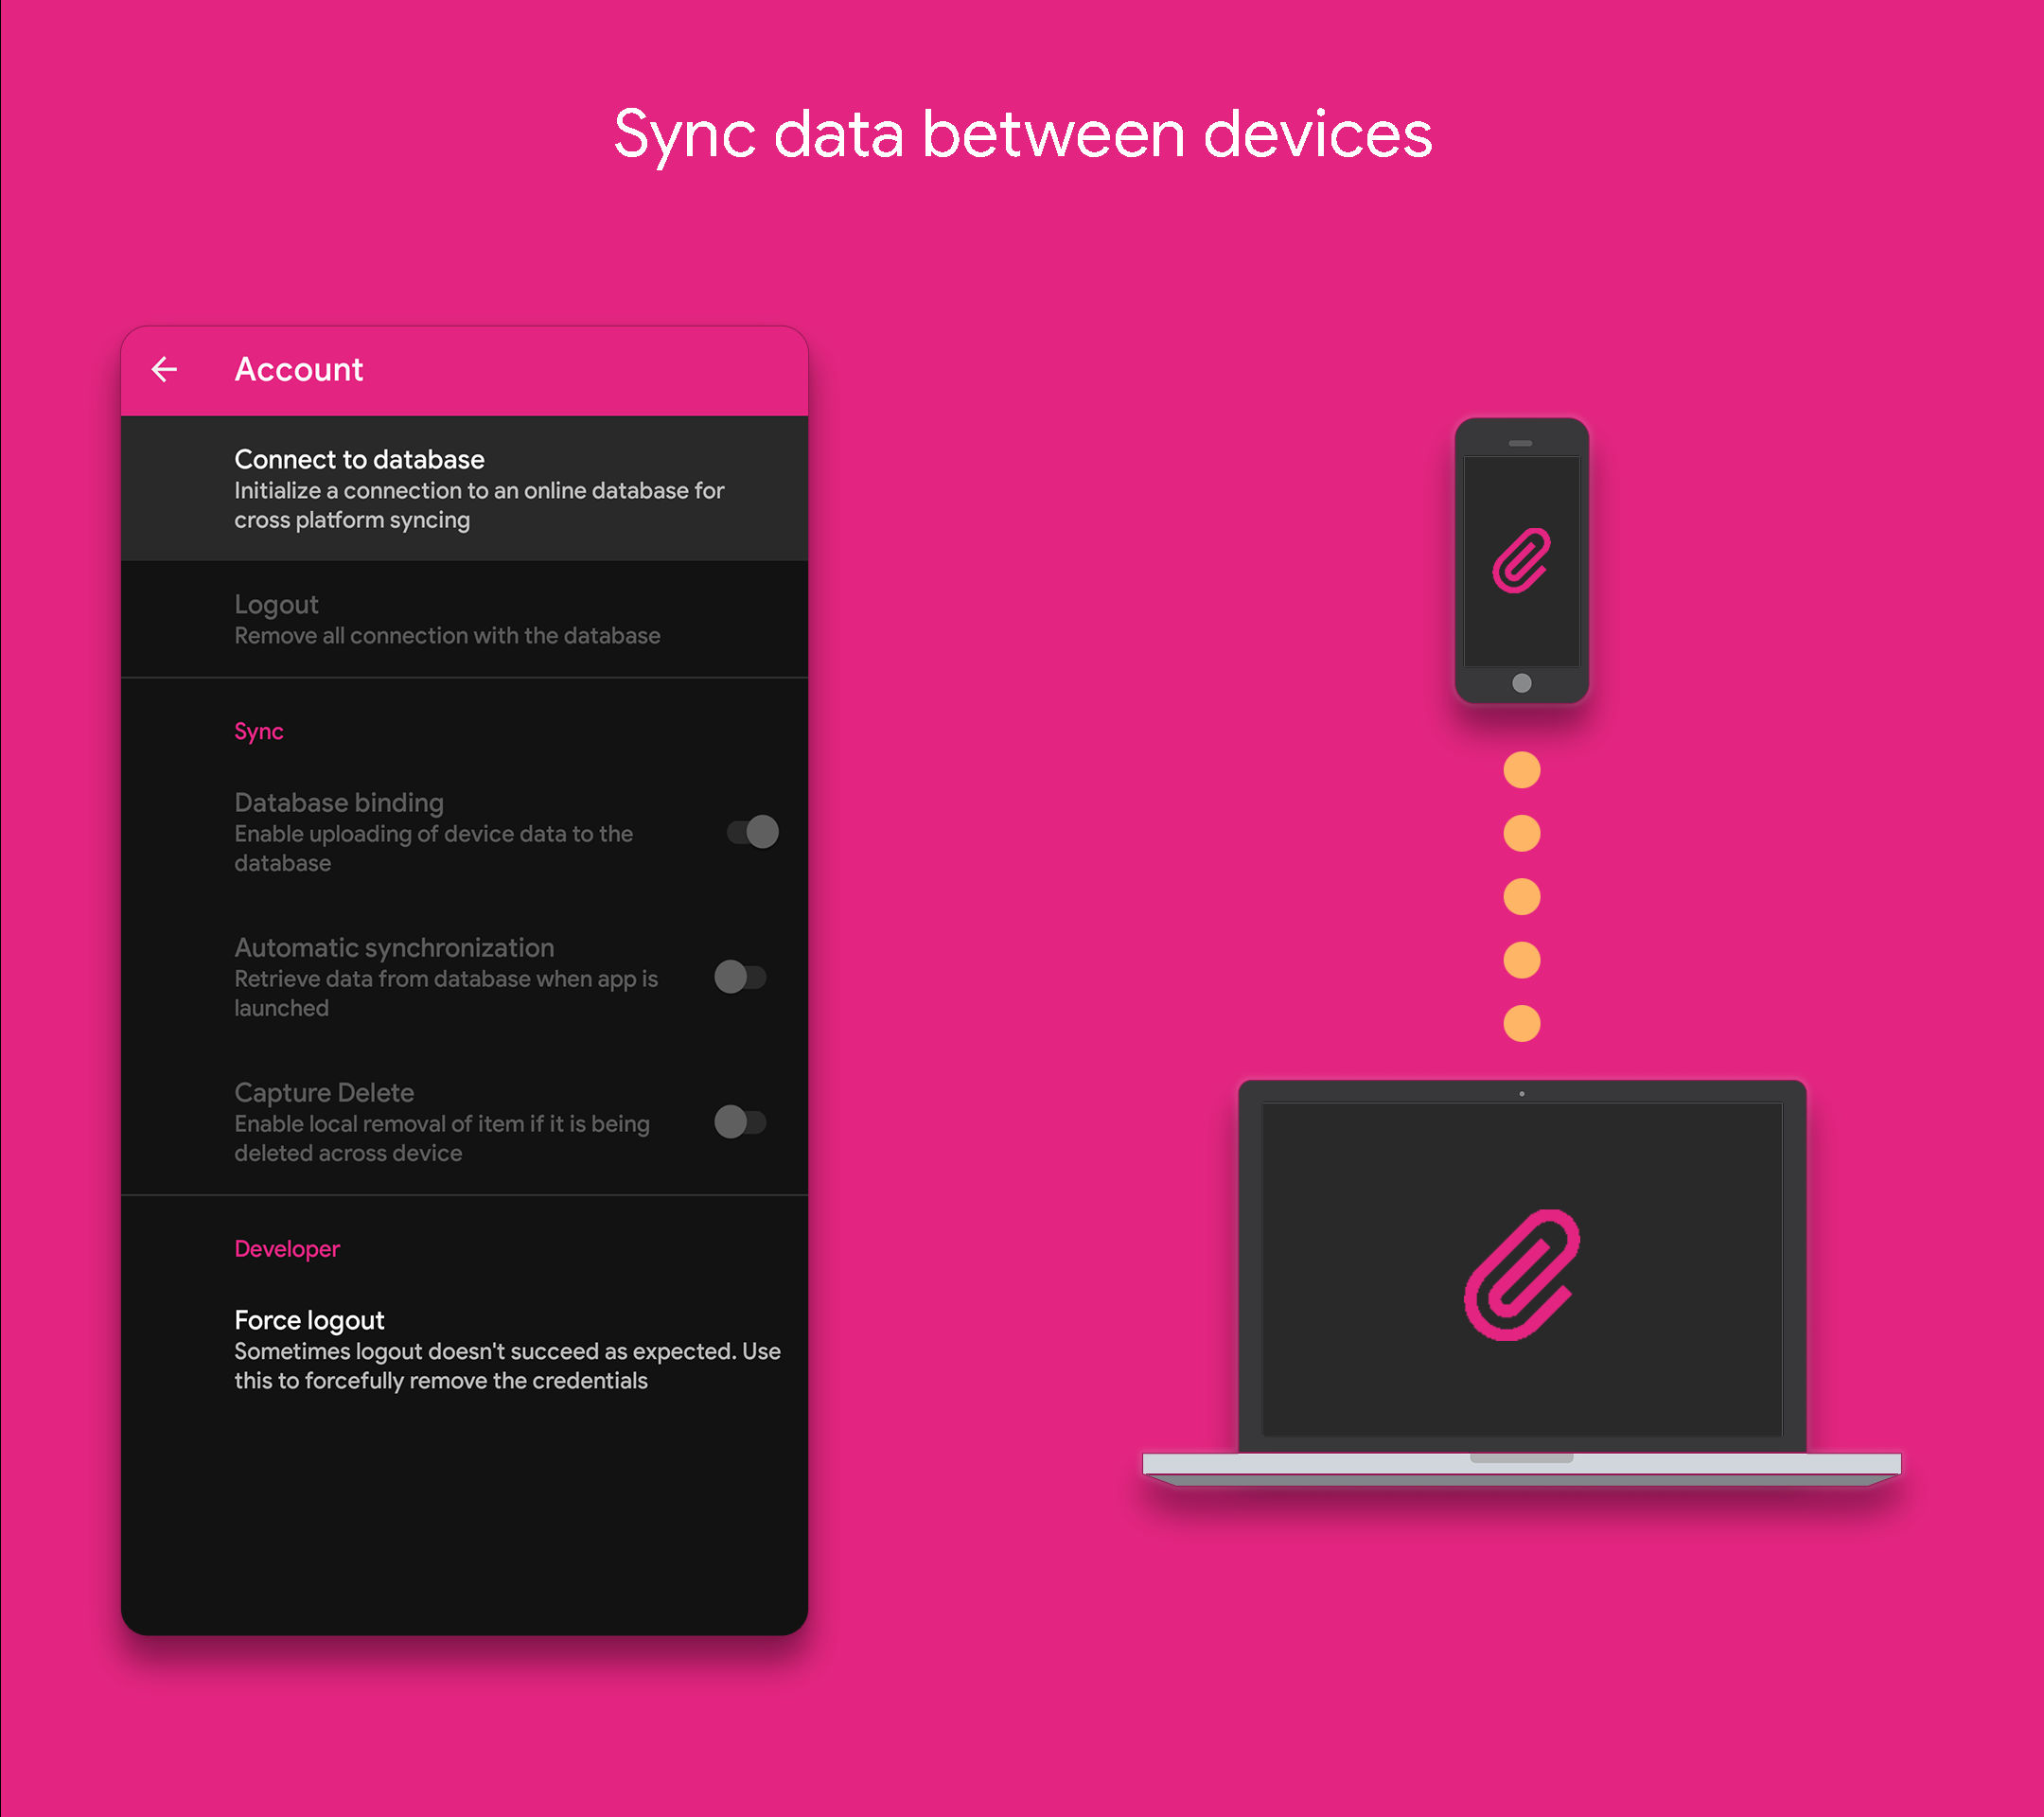 Sync data between devices
Account
Connect to database
Initialize a connection to an online database for
cross platform syncing
Logout
Remove all connection with the database
Sync
Database binding
Enable uploading of device data to the
database
Automatic synchronization
Retrieve data from database when app is
launched
Capture Delete
Enable local removal of item if it is being
deleted across device
Developer
Force logout
Sometimes logout doesn't succeed as expected. Use
this to forcefully remove the credentials